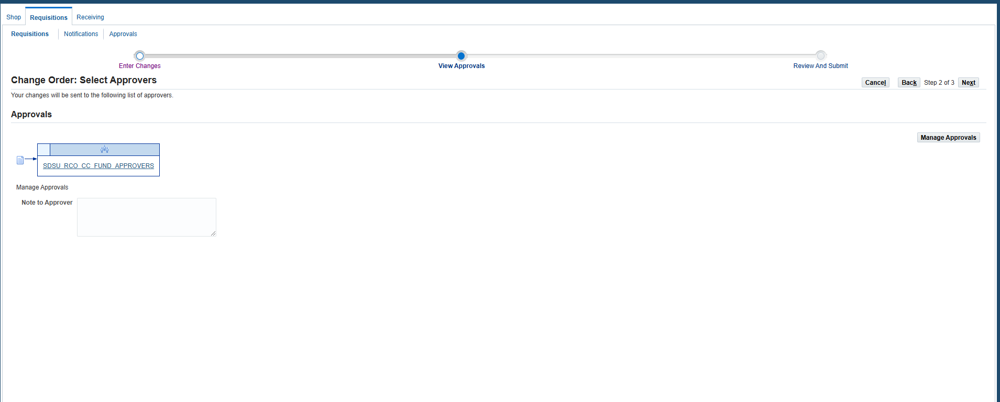 Shop Requisitions Receiving
Requisitions Notifications Approvals
Enter Changes View Approvals Review And Submit
Change Order: Select Approvers
Cancel Back Step 2 of 3 Next
Your changes will be sent to the following list of approvers.
Approvals
Manage Approvals
SDSU_RCO_CC_FUND_APPROVERS
Manage Approvals
Note to Approver